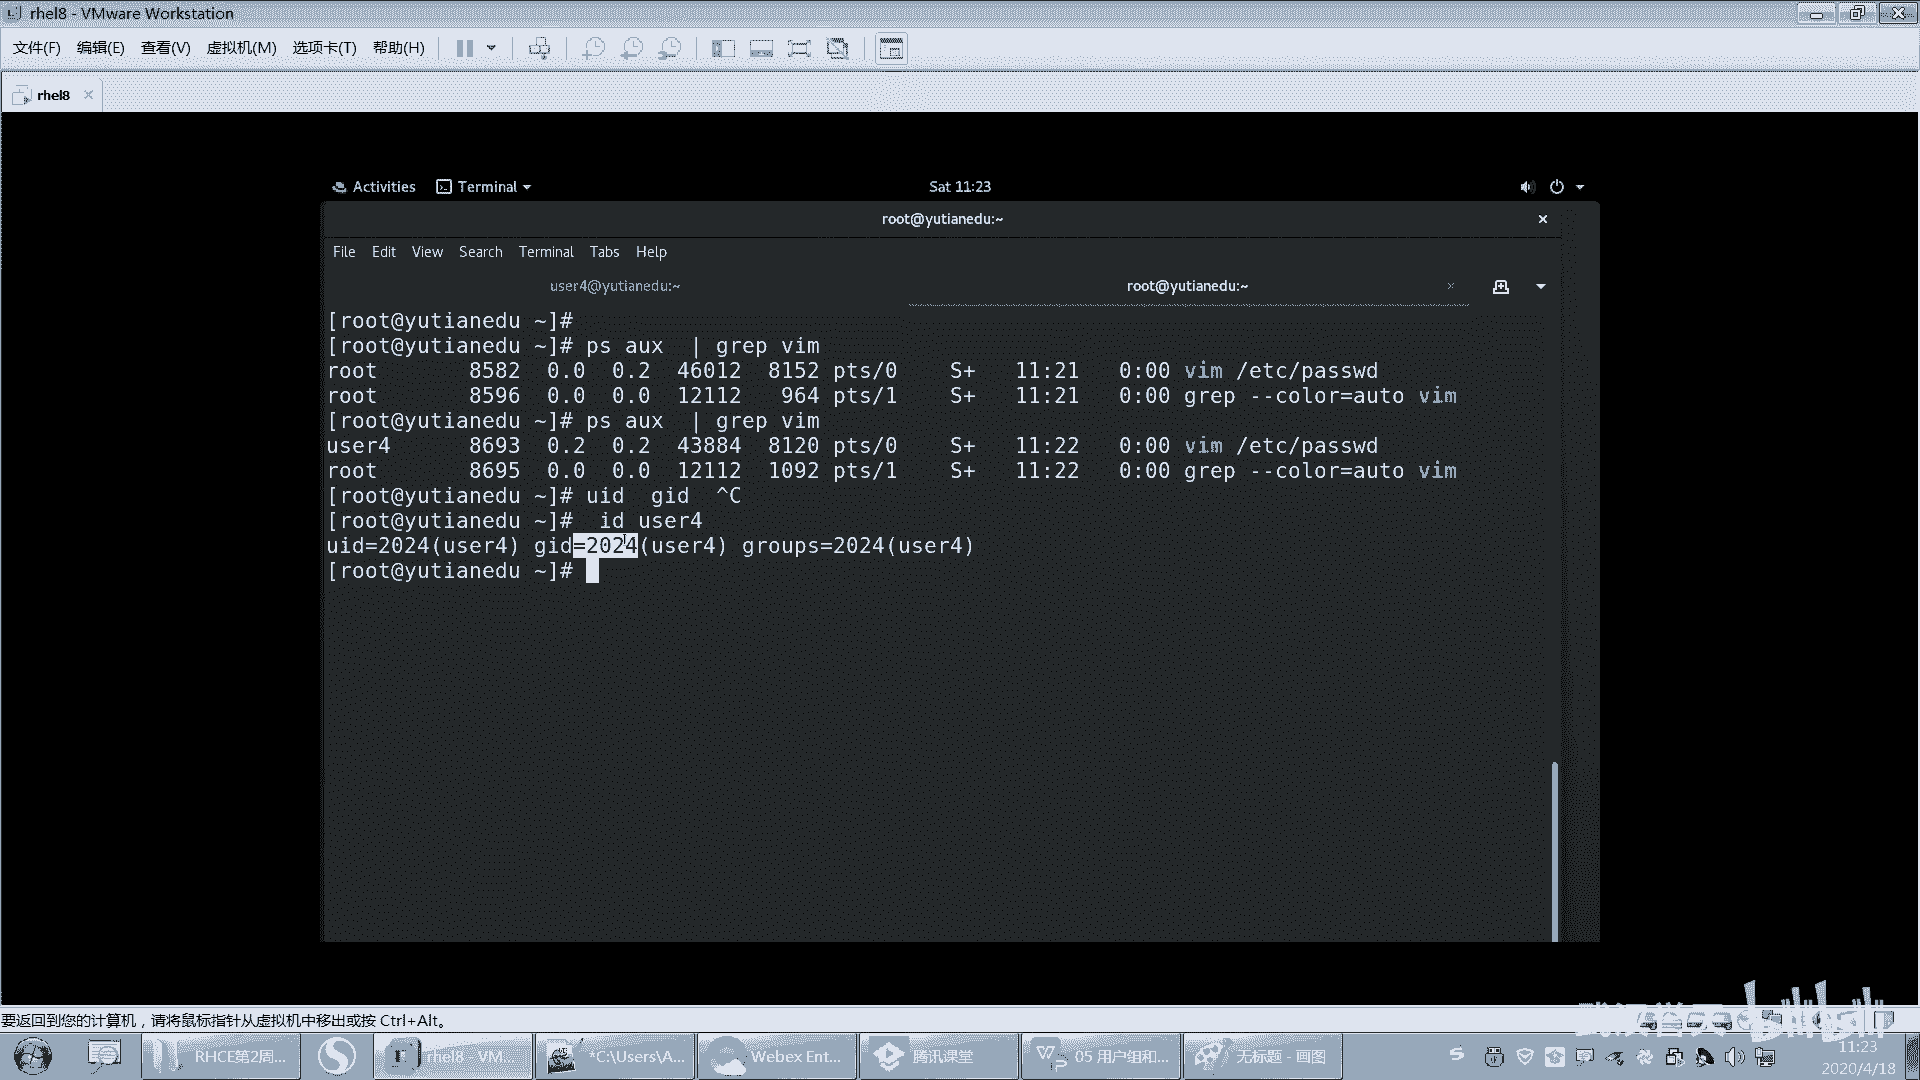 rhel8 - VMware Workstation
文件(F) 编辑(E) 查看(V) 虚拟机(M) 选项卡(T) 帮助(H)
rhel8
Activities Terminal Sat 11:23
root@yutianedu:~
File Edit View Search Terminal Tabs Help
user4@yutianedu:~ root@yutianedu:~
[root@yutianedu ~]#
[root@yutianedu ~]# ps aux | grep vim
root 8582 0.0 0.2 46012 8152 pts/0 S+ 11:21 0:00 vim /etc/passwd
root 8596 0.0 0.0 12112 964 pts/1 S+ 11:21 0:00 grep --color=auto vim
[root@yutianedu ~]# ps aux | grep vim
user4 8693 0.2 0.2 43884 8120 pts/0 S+ 11:22 0:00 vim /etc/passwd
root 8695 0.0 0.0 12112 1092 pts/1 S+ 11:22 0:00 grep --color=auto vim
[root@yutianedu ~]# uid gid ^C
[root@yutianedu ~]# id user4
uid=2024(user4) gid=2024(user4) groups=2024(user4)
[root@yutianedu ~]#
要返回到您的计算机，请将鼠标指针从虚拟机中移出或按 Ctrl+Alt。
bilibili
RHCE第2周... rhel8 - VM... *C:\Users\A... Webex Ent... 腾讯课堂 05 用户组和... 无标题 - 画图
11:23
2020/4/18